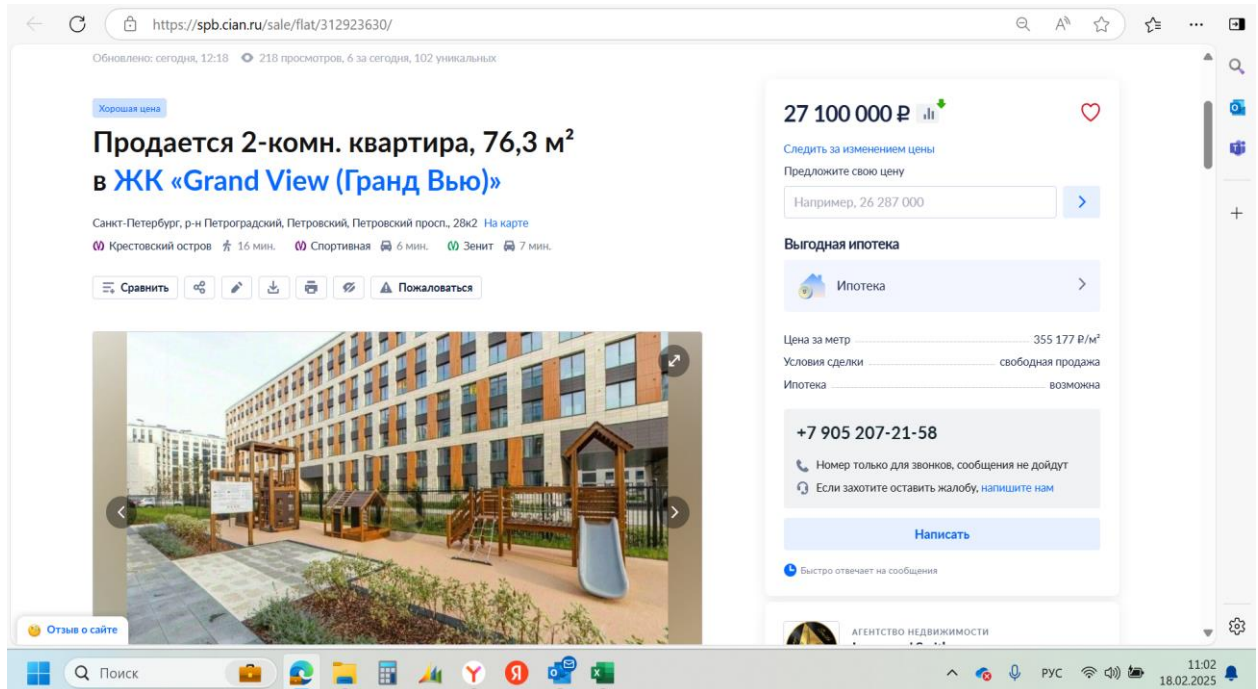 https://spb.cian.ru/sale/flat/312923630/
Обновлено: сегодня, 12:18 218 просмотров, 6 за сегодня, 102 уникальных
Хорошая цена
Продается 2-комн. квартира, 76,3 м²
в ЖК «Grand View (Гранд Вью)»
Санкт-Петербург, р-н Петроградский, Петровский, Петровский просп., 28к2 На карте
Крестовский остров 16 мин. Спортивная 6 мин. Зенит 7 мин.
Сравнить
Пожаловаться
27 100 000 ₽
Следить за изменением цены
Предложите свою цену
Например, 26 287 000
Выгодная ипотека
Ипотека
Цена за метр 355 177 ₽/м²
Условия сделки свободная продажа
Ипотека возможна
+7 905 207-21-58
Номер только для звонков, сообщения не дойдут
Если захотите оставить жалобу, напишите нам
Написать
Быстро отвечает на сообщения
АГЕНТСТВО НЕДВИЖИМОСТИ
Отзыв о сайте
Поиск
РУС
11:02
18.02.2025